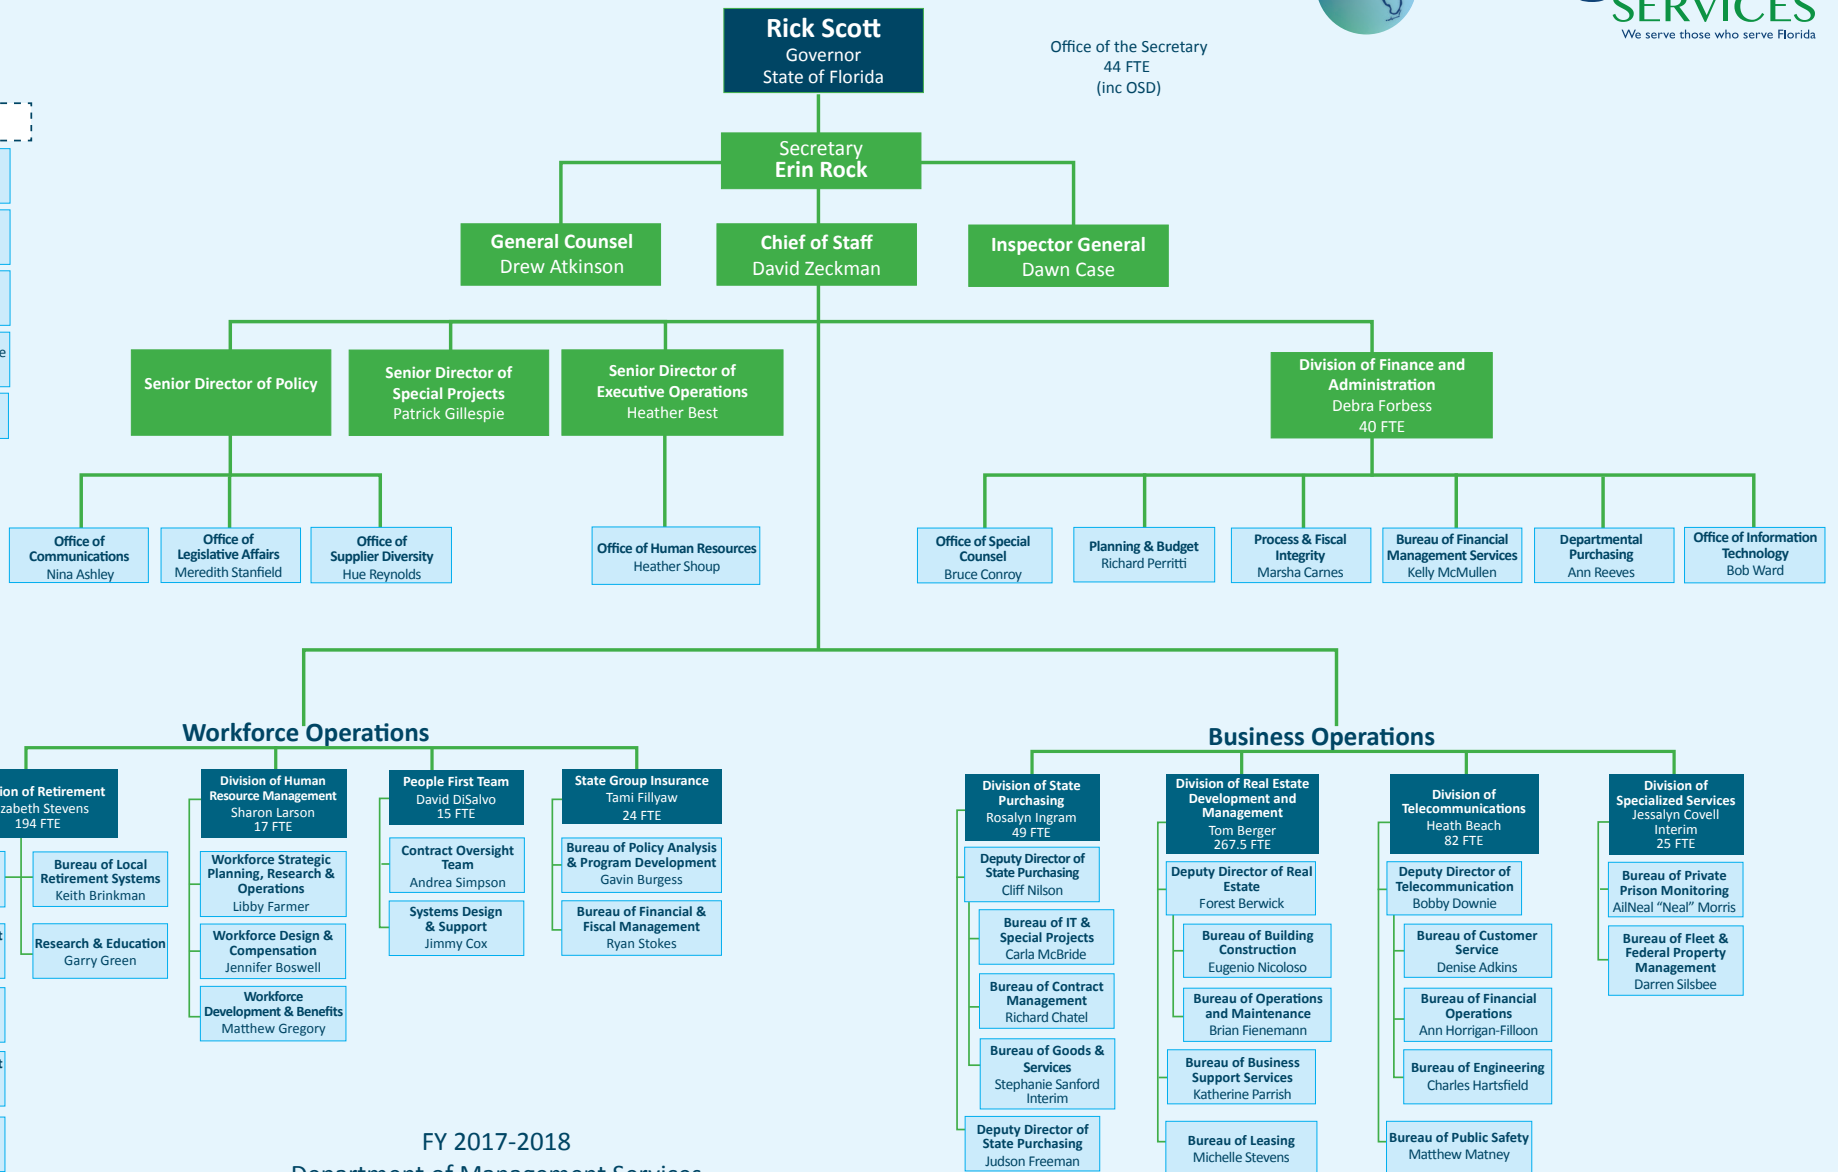 SERVICES
We serve those who serve Florida
Rick Scott
Governor
State of Florida
Office of the Secretary
44 FTE
(inc OSD)
Secretary
Erin Rock
General Counsel
Drew Atkinson
Chief of Staff
David Zeckman
Inspector General
Dawn Case
e
Senior Director of Policy
Senior Director of
Special Projects
Patrick Gillespie
Senior Director of
Executive Operations
Heather Best
Division of Finance and
Administration
Debra Forbess
40 FTE
Office of
Communications
Nina Ashley
Office of
Legislative Affairs
Meredith Stanfield
Office of
Supplier Diversity
Hue Reynolds
Office of Human Resources
Heather Shoup
Office of Special
Counsel
Bruce Conroy
Planning & Budget
Richard Perritti
Process & Fiscal
Integrity
Marsha Carnes
Bureau of Financial
Management Services
Kelly McMullen
Departmental
Purchasing
Ann Reeves
Office of Information
Technology
Bob Ward
Workforce Operations
Business Operations
ion of Retirement
zabeth Stevens
194 FTE
Bureau of Local
Retirement Systems
Keith Brinkman
t
Research & Education
Garry Green
t
Division of Human
Resource Management
Sharon Larson
17 FTE
Workforce Strategic
Planning, Research &
Operations
Libby Farmer
Workforce Design &
Compensation
Jennifer Boswell
Workforce
Development & Benefits
Matthew Gregory
People First Team
David DiSalvo
15 FTE
Contract Oversight
Team
Andrea Simpson
Systems Design
& Support
Jimmy Cox
State Group Insurance
Tami Fillyaw
24 FTE
Bureau of Policy Analysis
& Program Development
Gavin Burgess
Bureau of Financial &
Fiscal Management
Ryan Stokes
Division of State
Purchasing
Rosalyn Ingram
49 FTE
Deputy Director of
State Purchasing
Cliff Nilson
Bureau of IT &
Special Projects
Carla McBride
Bureau of Contract
Management
Richard Chatel
Bureau of Goods &
Services
Stephanie Sanford
Interim
Deputy Director of
State Purchasing
Judson Freeman
Division of Real Estate
Development and
Management
Tom Berger
267.5 FTE
Deputy Director of Real
Estate
Forest Berwick
Bureau of Building
Construction
Eugenio Nicoloso
Bureau of Operations
and Maintenance
Brian Fienemann
Bureau of Business
Support Services
Katherine Parrish
Bureau of Leasing
Michelle Stevens
Division of
Telecommunications
Heath Beach
82 FTE
Deputy Director of
Telecommunication
Bobby Downie
Bureau of Customer
Service
Denise Adkins
Bureau of Financial
Operations
Ann Horrigan-Filloon
Bureau of Engineering
Charles Hartsfield
Bureau of Public Safety
Matthew Matney
Division of
Specialized Services
Jessalyn Covell
Interim
25 FTE
Bureau of Private
Prison Monitoring
AilNeal “Neal” Morris
Bureau of Fleet &
Federal Property
Management
Darren Silsbee
FY 2017-2018
Department of Management Services